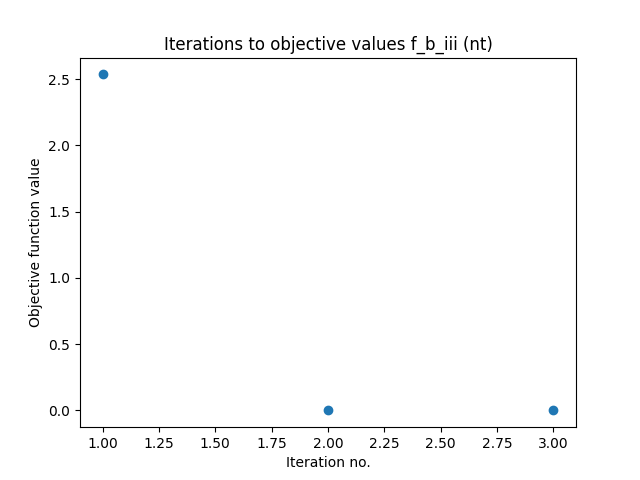 Iterations to objective values f_b_iii (nt)
Objective function value
2.5
2.0
1.5
1.0
0.5
0.0
1.00 1.25 1.50 1.75 2.00 2.25 2.50 2.75 3.00
Iteration no.